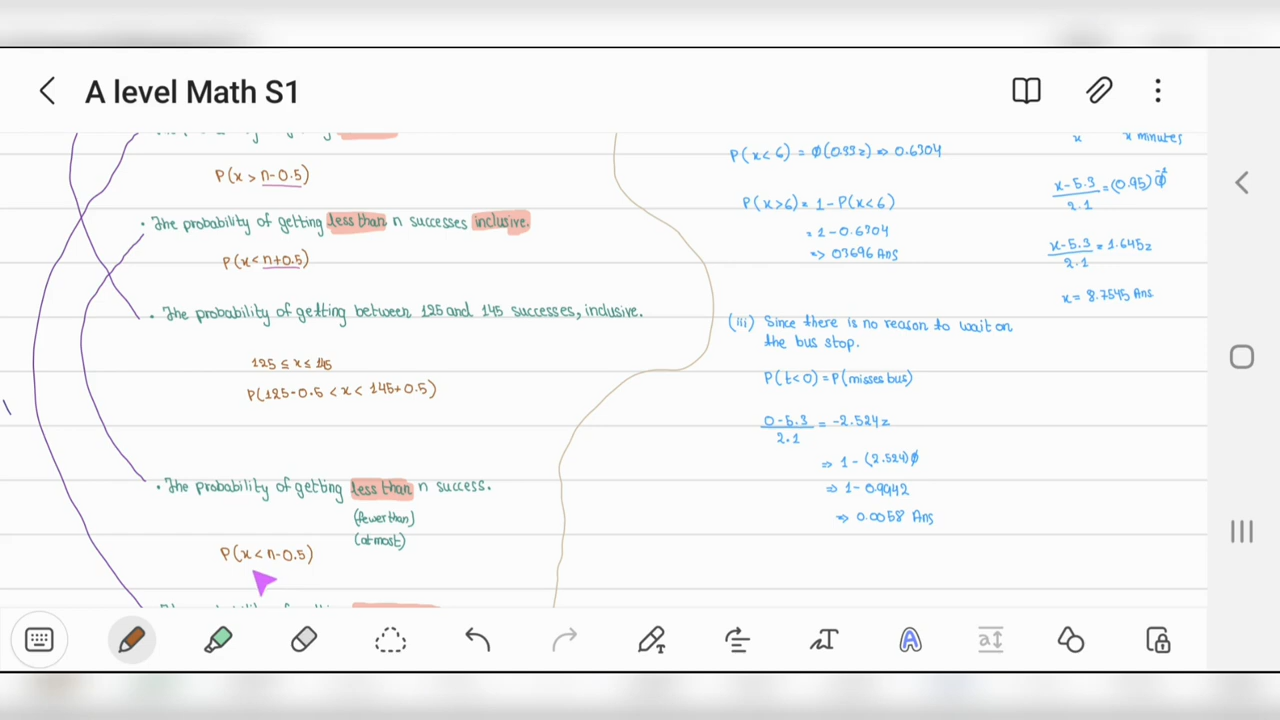 A level Math S1
P(x > n-0.5)
• The probability of getting less than n successes inclusive.
P(x < n+0.5)
• The probability of getting between 125 and 145 successes, inclusive.
125 ≤ x ≤ 145
P(125-0.5 < x < 145+0.5)
• The probability of getting less than n success.
(fewer than)
(at most)
P(x < n-0.5)
P(x<6) = Φ(0.33z) => 0.6304
P(x>6) = 1 - P(x<6)
= 1 - 0.6304
=> 03696 Ans
(iii) Since there is no reason to wait on
the bus stop.
P(t<0) = P(misses bus)
0-5.3 / 2.1 = -2.524z
=> 1 - (2.524)Φ
=> 1 - 0.9942
=> 0.0058 Ans
x x minutes
x-5.3 / 2.1 = (0.95)Φ⁻¹
x-5.3 / 2.1 = 1.645z
x = 8.7545 Ans